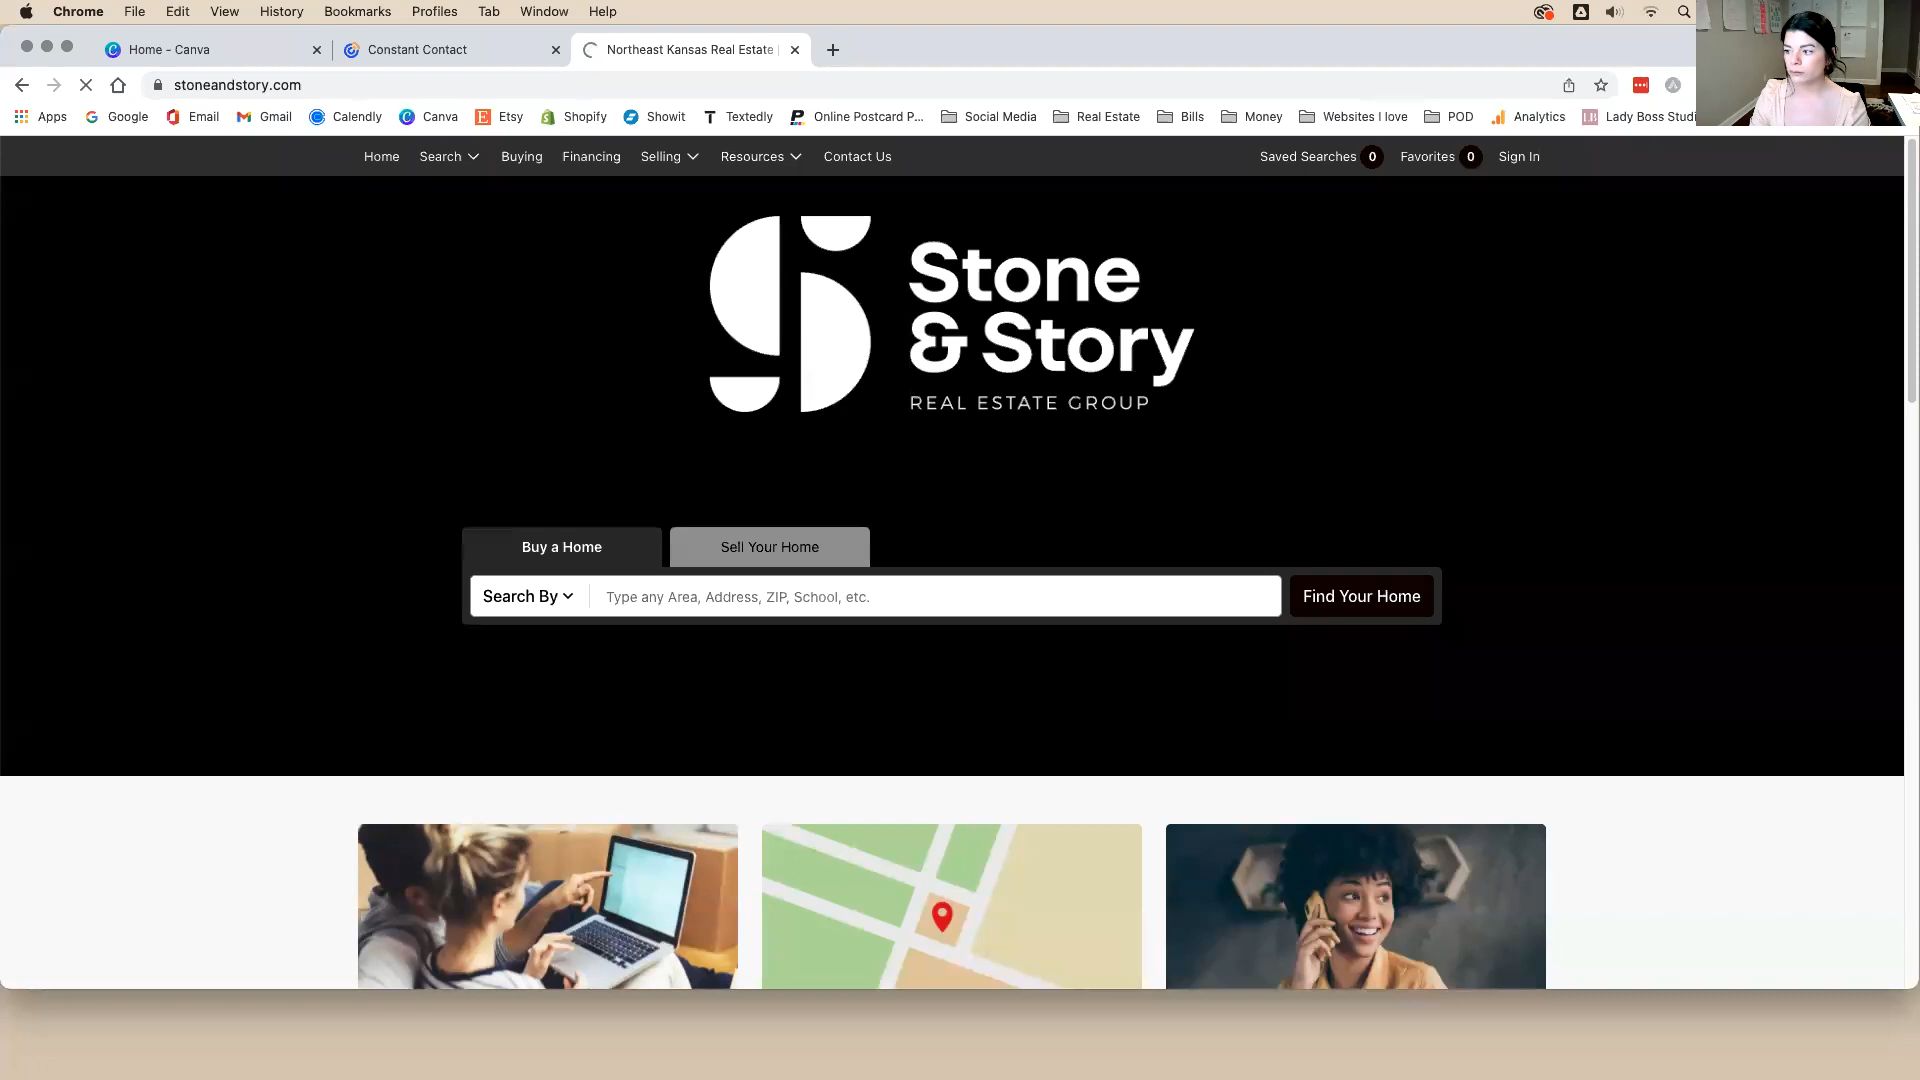 Chrome File Edit View History Bookmarks Profiles Tab Window Help
Home - Canva
Constant Contact
Northeast Kansas Real Estate
stoneandstory.com
Apps Google Email Gmail Calendly Canva Etsy Shopify Showit Textedly Online Postcard P... Social Media Real Estate Bills Money Websites I love POD Analytics Lady Boss Studi
Home Search Buying Financing Selling Resources Contact Us
Saved Searches 0 Favorites 0 Sign In
Stone
& Story
REAL ESTATE GROUP
Buy a Home
Sell Your Home
Search By Type any Area, Address, ZIP, School, etc. Find Your Home